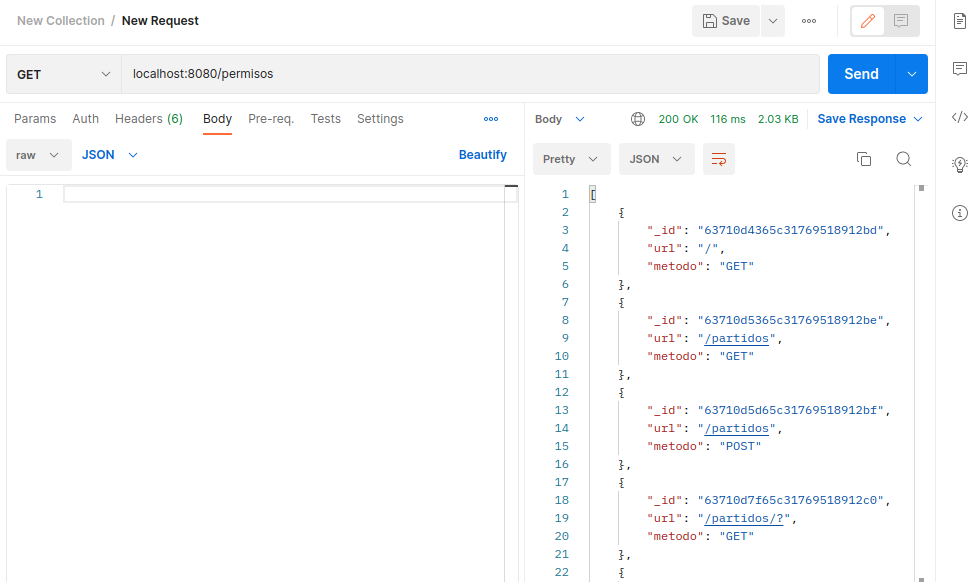 New Collection / New Request
Save
GET
localhost:8080/permisos
Send
Params Auth Headers (6) Body Pre-req. Tests Settings
raw JSON Beautify
1
Body 200 OK 116 ms 2.03 KB Save Response
Pretty JSON
1 [
2 {
3 "_id": "63710d4365c31769518912bd",
4 "url": "/",
5 "metodo": "GET"
6 },
7 {
8 "_id": "63710d5365c31769518912be",
9 "url": "/partidos",
10 "metodo": "GET"
11 },
12 {
13 "_id": "63710d5d65c31769518912bf",
14 "url": "/partidos",
15 "metodo": "POST"
16 },
17 {
18 "_id": "63710d7f65c31769518912c0",
19 "url": "/partidos/?",
20 "metodo": "GET"
21 },
22 {